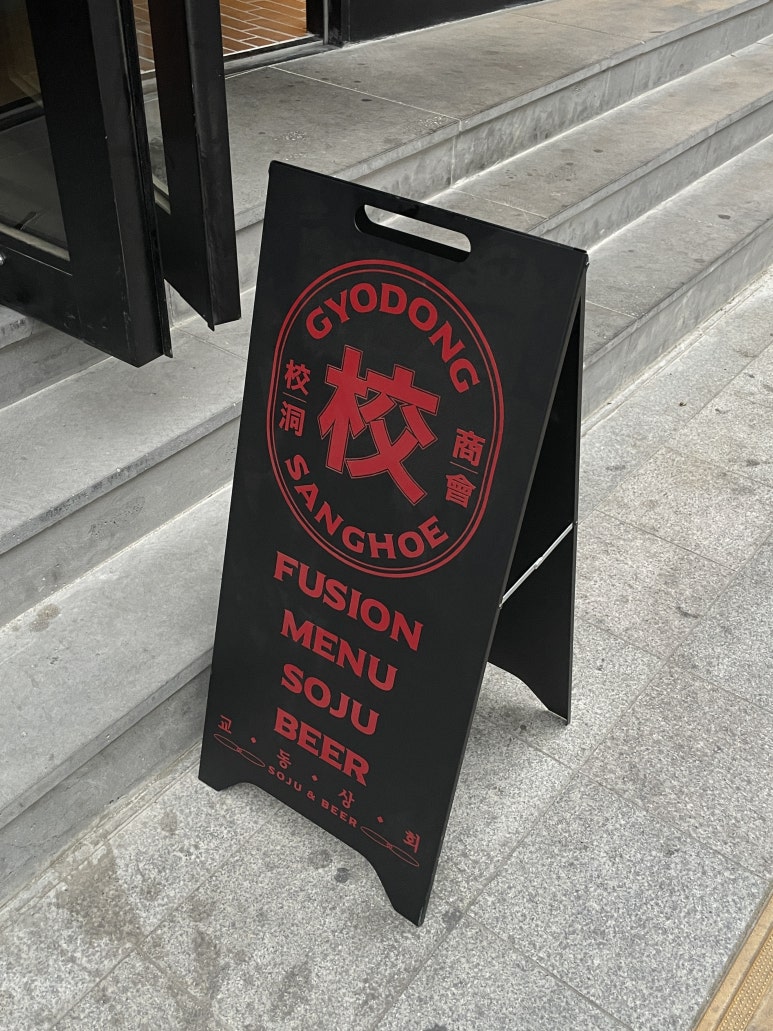 GYODONG
校洞
校
商會
SANGHOE
FUSION
MENU
SOJU
BEER
교·동·상·회
SOJU & BEER